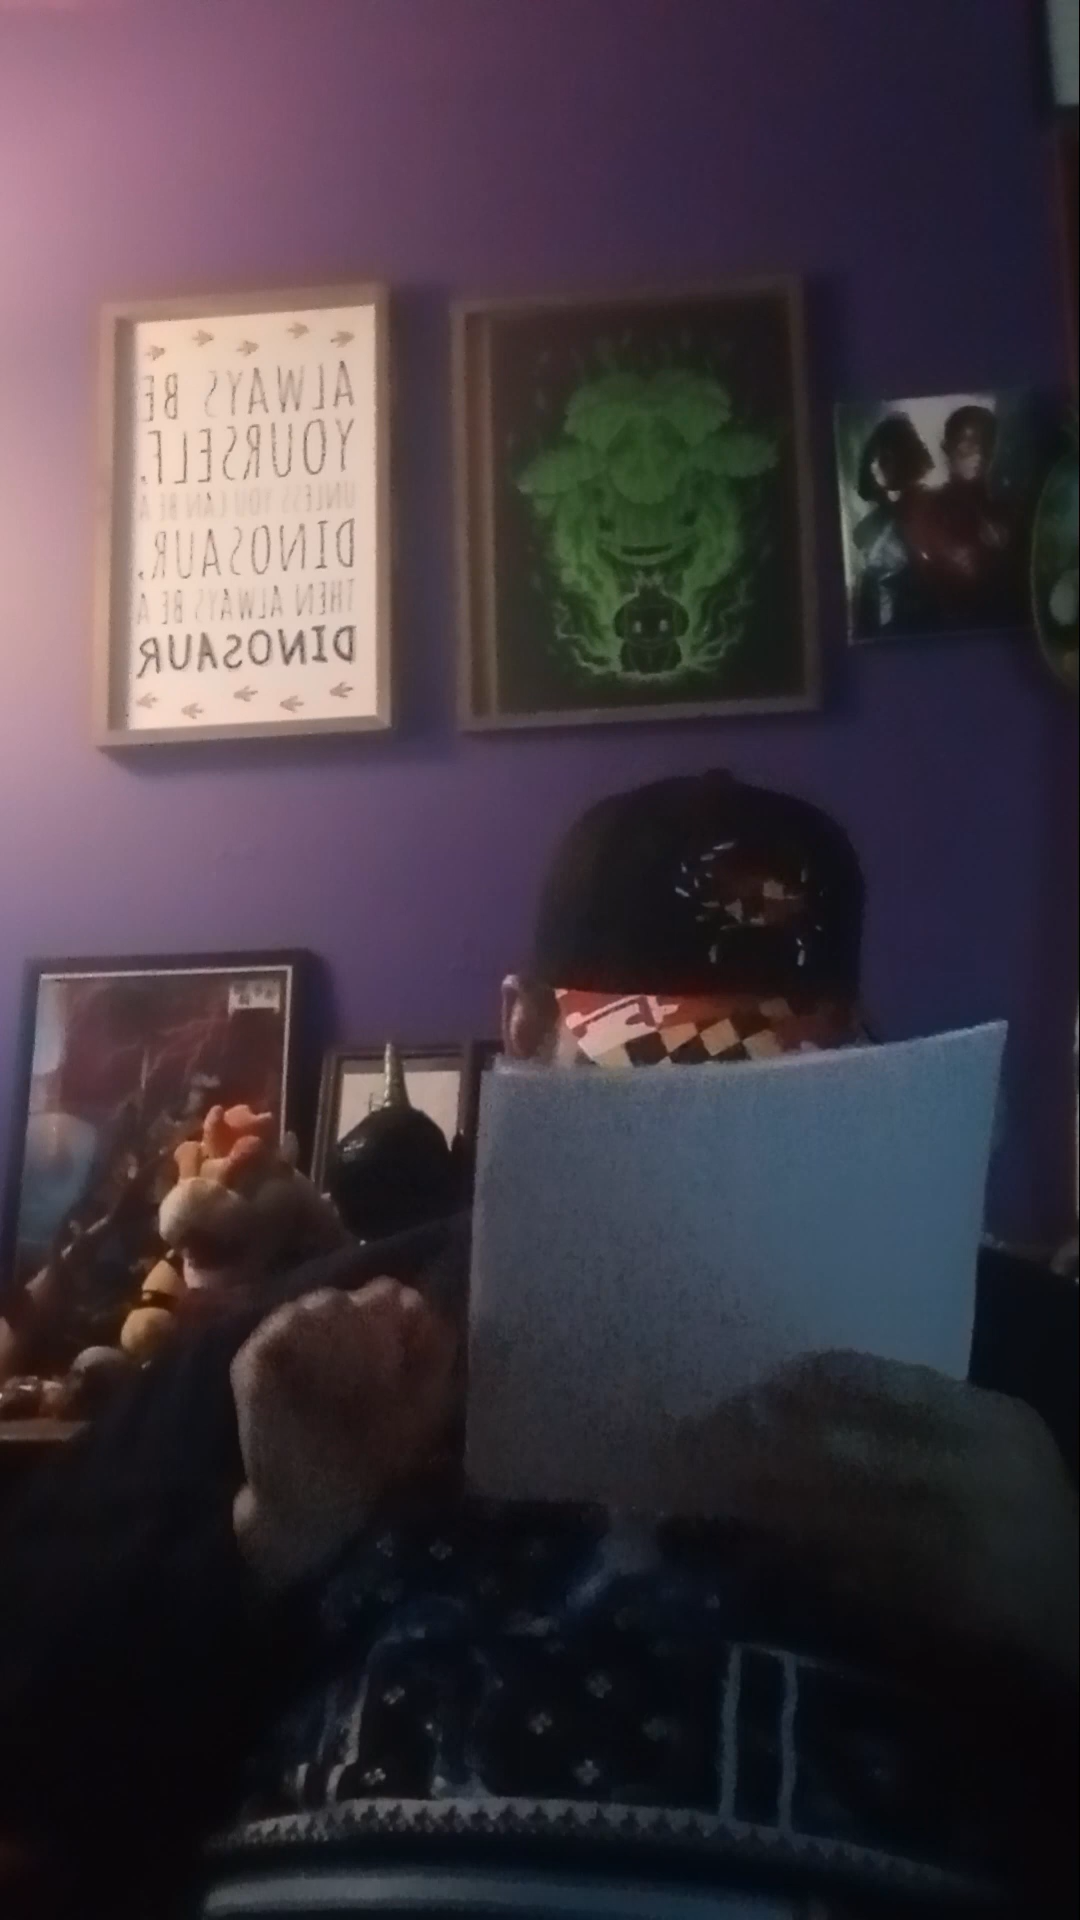 ALWAYS BE
YOURSELF,
UNLESS YOU CAN BE A
DINOSAUR,
THEN ALWAYS BE A
DINOSAUR